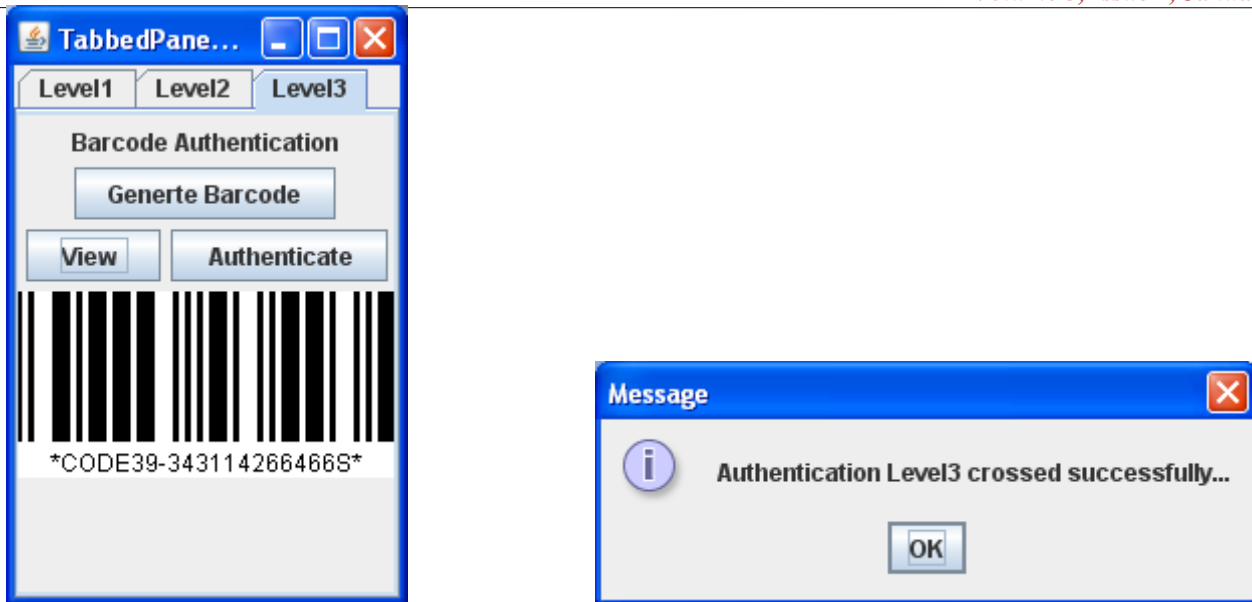 TabbedPane...
Level1 Level2 Level3
Barcode Authentication
Generte Barcode
View Authenticate
*CODE39-343114266466S*
Message
Authentication Level3 crossed successfully...
OK